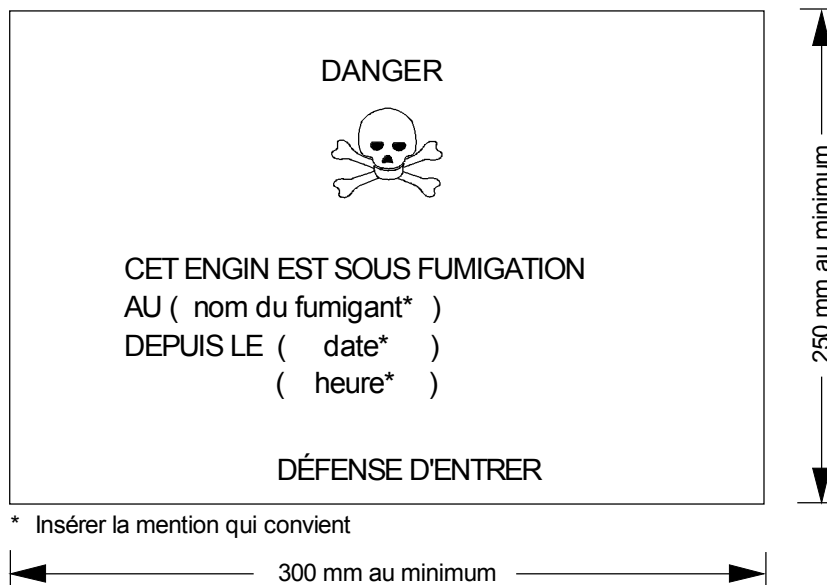 DANGER
CET ENGIN EST SOUS FUMIGATION
AU ( nom du fumigant* )
DEPUIS LE ( date* )
( heure* )
DÉFENSE D'ENTRER
* Insérer la mention qui convient
300 mm au minimum
250 mm au minimum